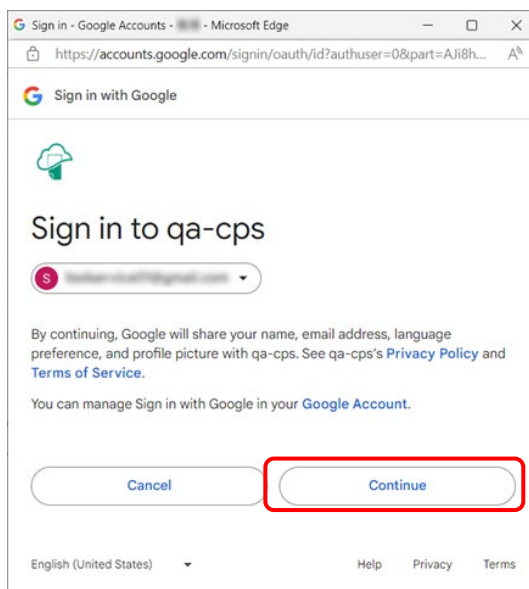 Sign in - Google Accounts - - Microsoft Edge
https://accounts.google.com/signin/oauth/id?authuser=0&part=AJi8h...
Sign in with Google
Sign in to qa-cps
S
By continuing, Google will share your name, email address, language
preference, and profile picture with qa-cps. See qa-cps's Privacy Policy and
Terms of Service.
You can manage Sign in with Google in your Google Account.
Cancel Continue
English (United States) Help Privacy Terms